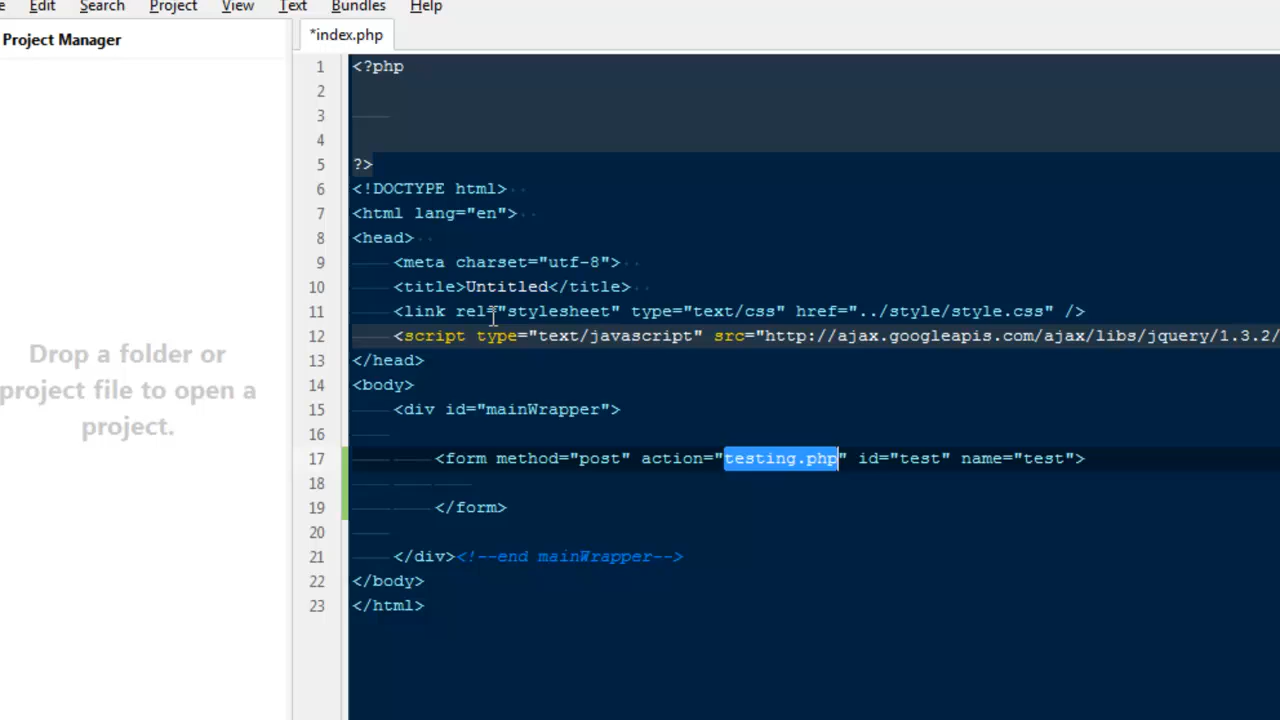 Edit Search Project View Text Bundles Help
Project Manager
*index.php
Drop a folder or
project file to open a
project.
1 <?php
2
3
4
5 ?>
6 <!DOCTYPE html>
7 <html lang="en">
8 <head>
9 <meta charset="utf-8">
10 <title>Untitled</title>
11 <link rel="stylesheet" type="text/css" href="../style/style.css" />
12 <script type="text/javascript" src="http://ajax.googleapis.com/ajax/libs/jquery/1.3.2/
13 </head>
14 <body>
15 <div id="mainWrapper">
16
17 <form method="post" action="testing.php" id="test" name="test">
18
19 </form>
20
21 </div><!--end mainWrapper-->
22 </body>
23 </html>